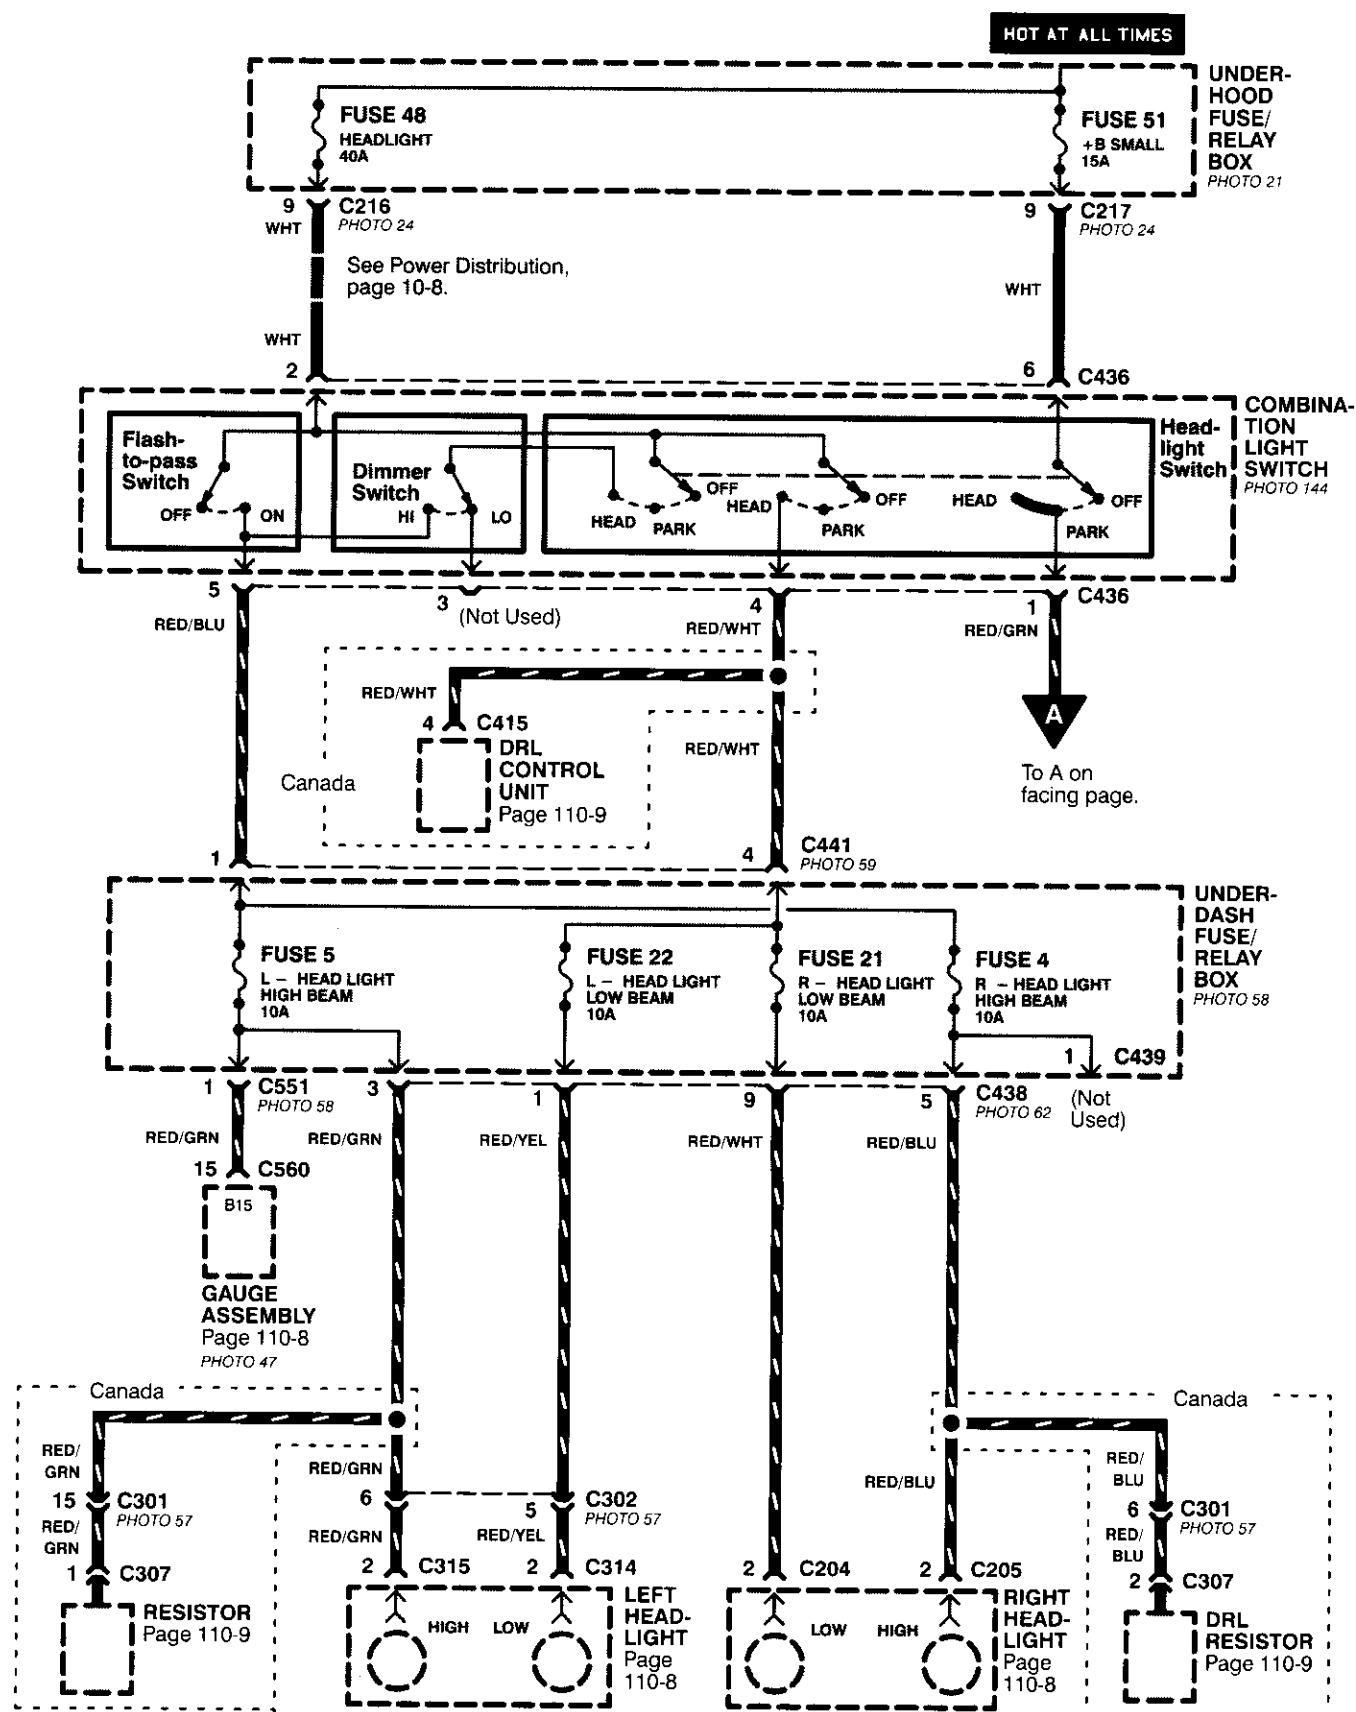 HOT AT ALL TIMES
UNDER-
HOOD
FUSE/
RELAY
BOX
PHOTO 21
FUSE 48
HEADLIGHT
40A
FUSE 51
+B SMALL
15A
9
C216
PHOTO 24
WHT
9
C217
PHOTO 24
See Power Distribution,
page 10-8.
WHT
WHT
2
6
C436
COMBINA-
TION
LIGHT
SWITCH
PHOTO 144
Flash-
to-pass
Switch
OFF
ON
Dimmer
Switch
HI
LO
Head-
light
Switch
OFF
HEAD
PARK
HEAD
OFF
PARK
HEAD
OFF
PARK
5
3
(Not Used)
4
1
C436
RED/BLU
RED/WHT
RED/GRN
RED/WHT
4
C415
DRL
CONTROL
UNIT
Page 110-9
Canada
RED/WHT
A
To A on
facing page.
1
4
C441
PHOTO 59
UNDER-
DASH
FUSE/
RELAY
BOX
PHOTO 58
FUSE 5
L – HEAD LIGHT
HIGH BEAM
10A
FUSE 22
L – HEAD LIGHT
LOW BEAM
10A
FUSE 21
R – HEAD LIGHT
LOW BEAM
10A
FUSE 4
R – HEAD LIGHT
HIGH BEAM
10A
1
C439
(Not
Used)
1
C551
PHOTO 58
3
1
9
5
C438
PHOTO 62
RED/GRN
RED/GRN
RED/YEL
RED/WHT
RED/BLU
15
C560
B15
GAUGE
ASSEMBLY
Page 110-8
PHOTO 47
Canada
Canada
RED/
GRN
15
C301
PHOTO 57
RED/
GRN
1
C307
RESISTOR
Page 110-9
RED/GRN
6
5
C302
PHOTO 57
RED/GRN
RED/YEL
2
C315
2
C314
HIGH
LOW
LEFT
HEAD-
LIGHT
Page
110-8
RED/BLU
2
C204
2
C205
LOW
HIGH
RIGHT
HEAD-
LIGHT
Page
110-8
RED/
BLU
6
C301
PHOTO 57
RED/
BLU
2
C307
DRL
RESISTOR
Page 110-9